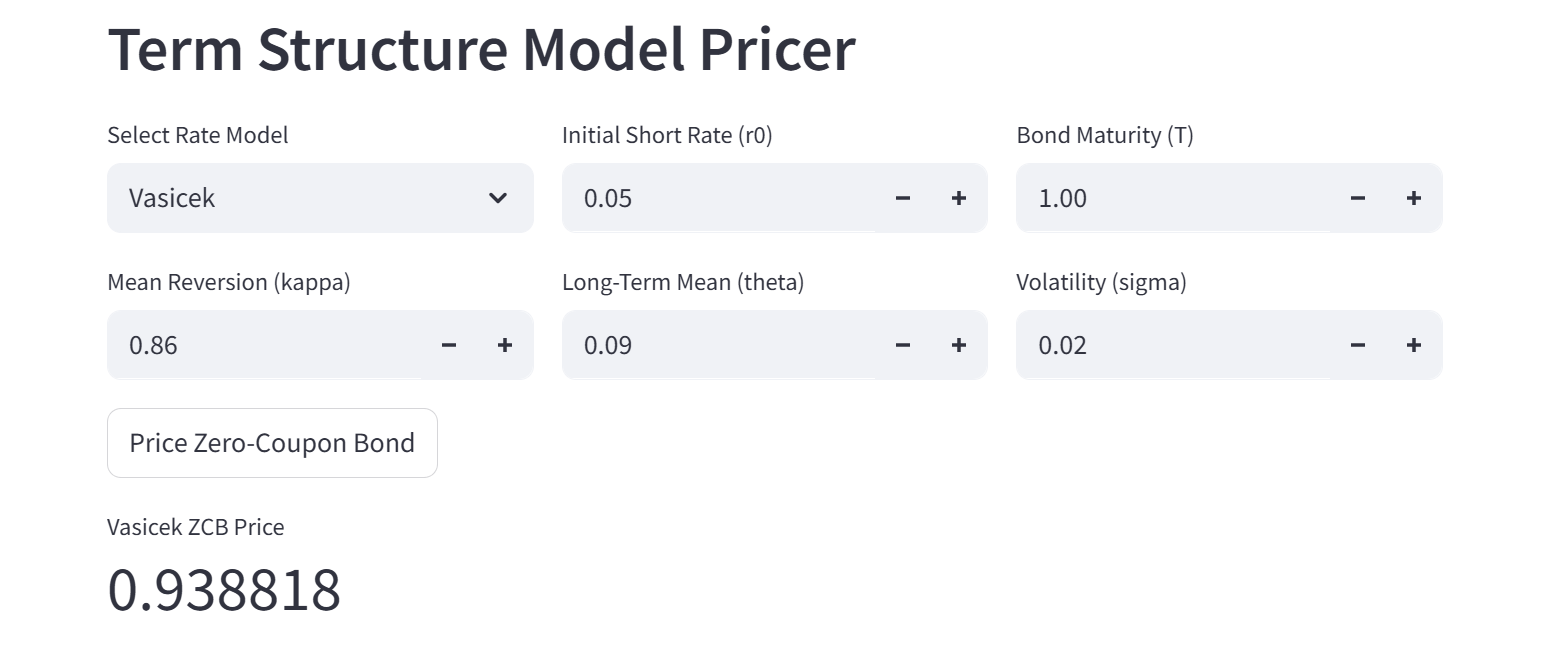 Term Structure Model Pricer
Select Rate Model Initial Short Rate (r0) Bond Maturity (T)
Vasicek 0.05 − + 1.00 − +
Mean Reversion (kappa) Long-Term Mean (theta) Volatility (sigma)
0.86 − + 0.09 − + 0.02 − +
Price Zero-Coupon Bond
Vasicek ZCB Price
0.938818